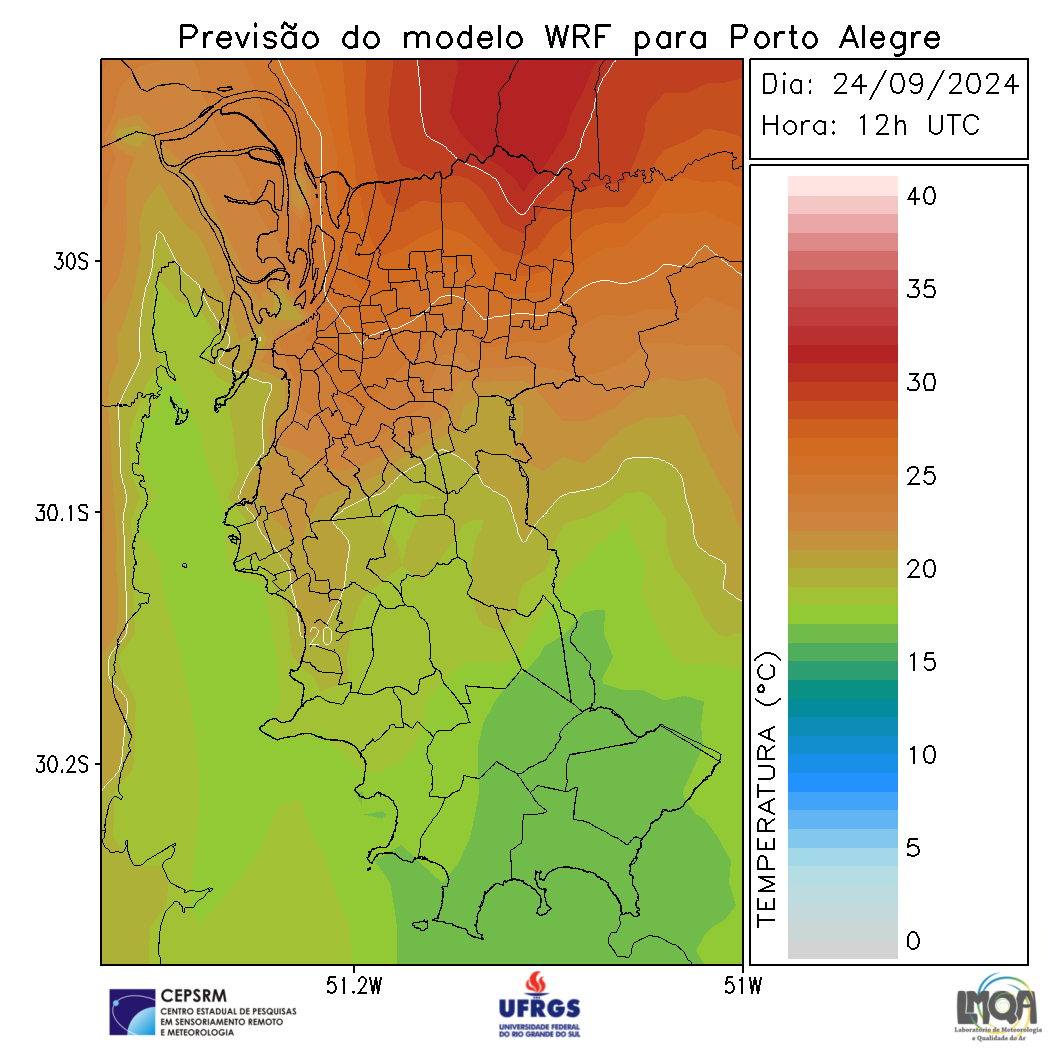 Previsão do modelo WRF para Porto Alegre
Dia: 24/09/2024
Hora: 12h UTC
40
35
30
25
20
15
10
5
0
TEMPERATURA (°C)
30S
30.1S
30.2S
20
51.2W
51W
CEPSRM
CENTRO ESTADUAL DE PESQUISAS
EM SENSORIAMENTO REMOTO
E METEOROLOGIA
UFRGS
UNIVERSIDADE FEDERAL
DO RIO GRANDE DO SUL
LMQA
Laboratório de Meteorologia
e Qualidade do Ar